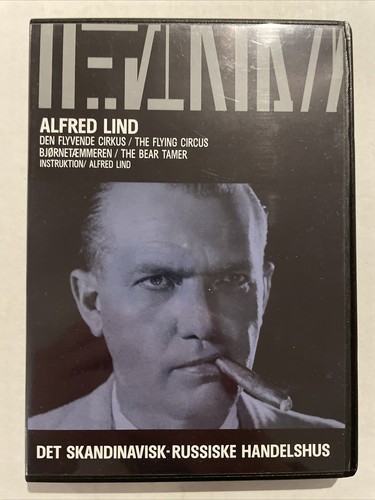 ALFRED LIND
DEN FLYVENDE CIRKUS / THE FLYING CIRCUS
BJØRNETÆMMEREN / THE BEAR TAMER
INSTRUKTION/ ALFRED LIND
DET SKANDINAVISK-RUSSISKE HANDELSHUS